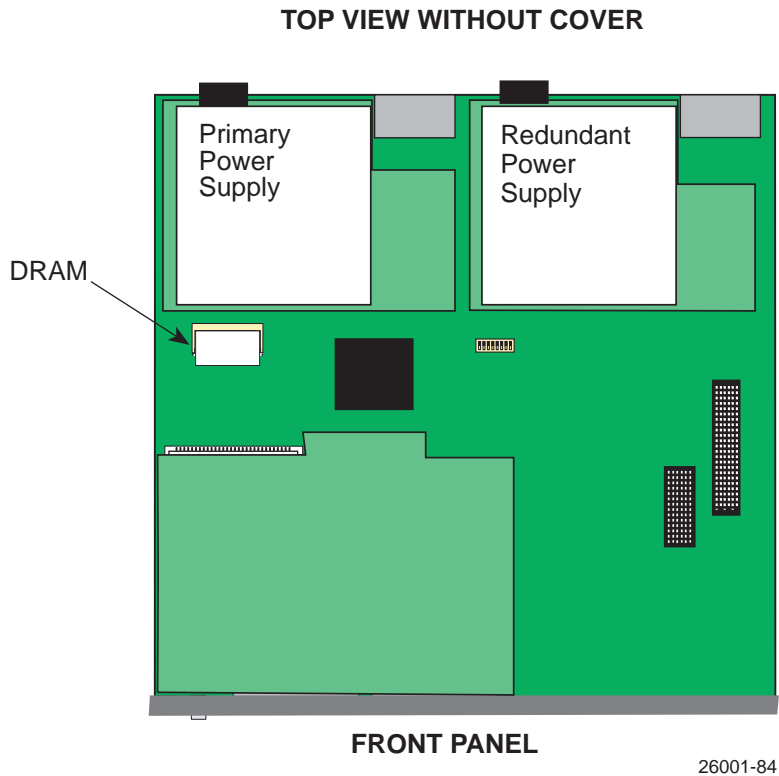 TOP VIEW WITHOUT COVER
Primary
Power
Supply
Redundant
Power
Supply
DRAM
FRONT PANEL
26001-84